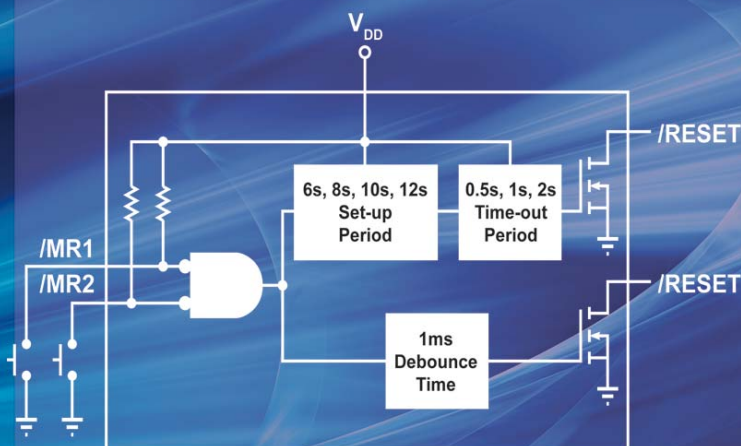 VDD
/RESET
6s, 8s, 10s, 12s
Set-up
Period
0.5s, 1s, 2s
Time-out
Period
/MR1
/MR2
/RESET
1ms
Debounce
Time